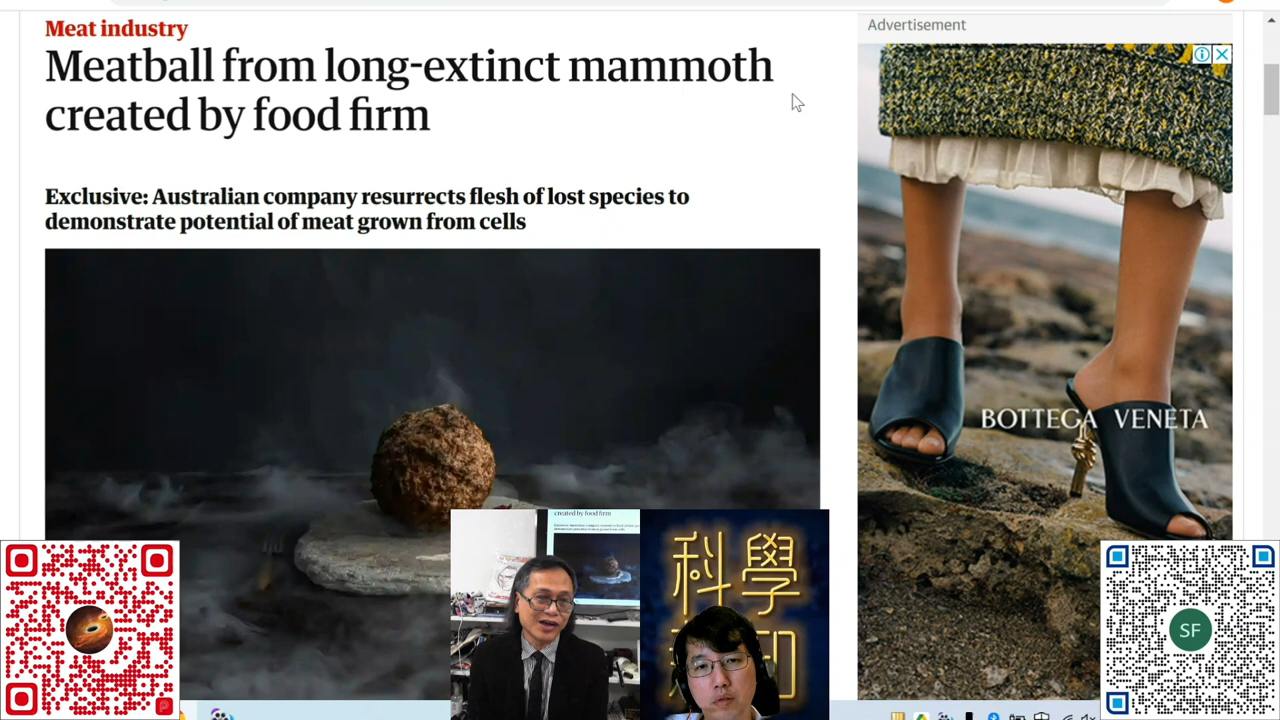 Meat industry
Meatball from long-extinct mammoth
created by food firm
Exclusive: Australian company resurrects flesh of lost species to
demonstrate potential of meat grown from cells
Advertisement
BOTTEGA VENETA
created by food firm
科學
SF